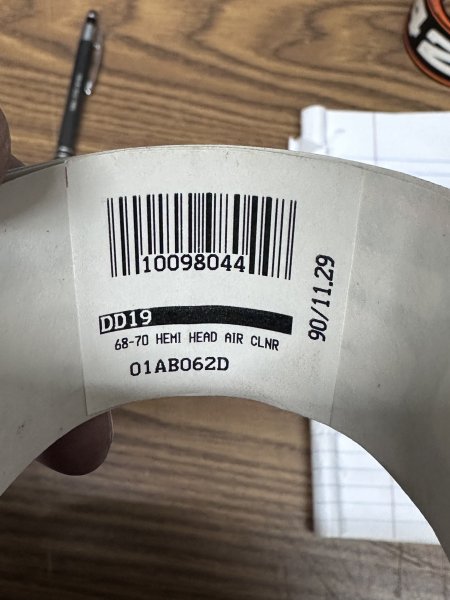 10098044
DD19
68-70 HEMI HEAD AIR CLNR
01AB062D
90/11.29